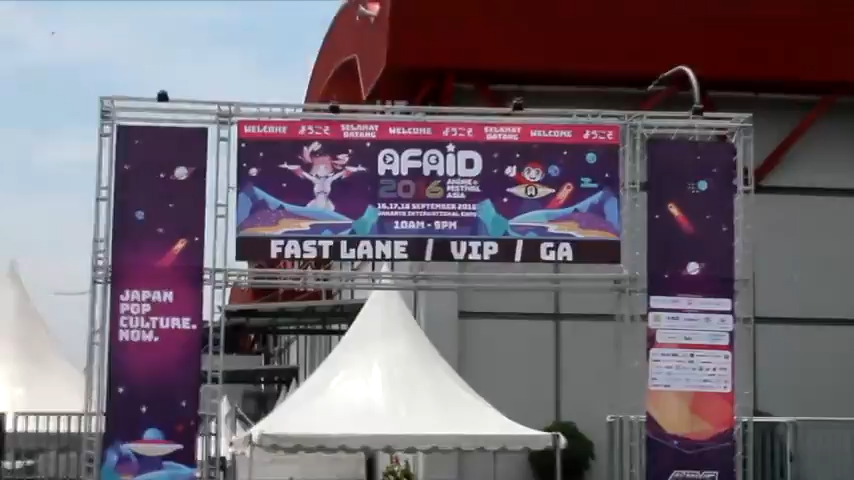 WELCOME ようこそ SELAMAT DATANG WELCOME ようこそ SELAMAT DATANG WELCOME ようこそ
AFAID
2016 ANIME FESTIVAL ASIA
16,17,18 SEPTEMBER 2016
JAKARTA INTERNATIONAL EXPO
10AM - 9PM
FAST LANE / VIP / GA
JAPAN
POP
CULTURE.
NOW.